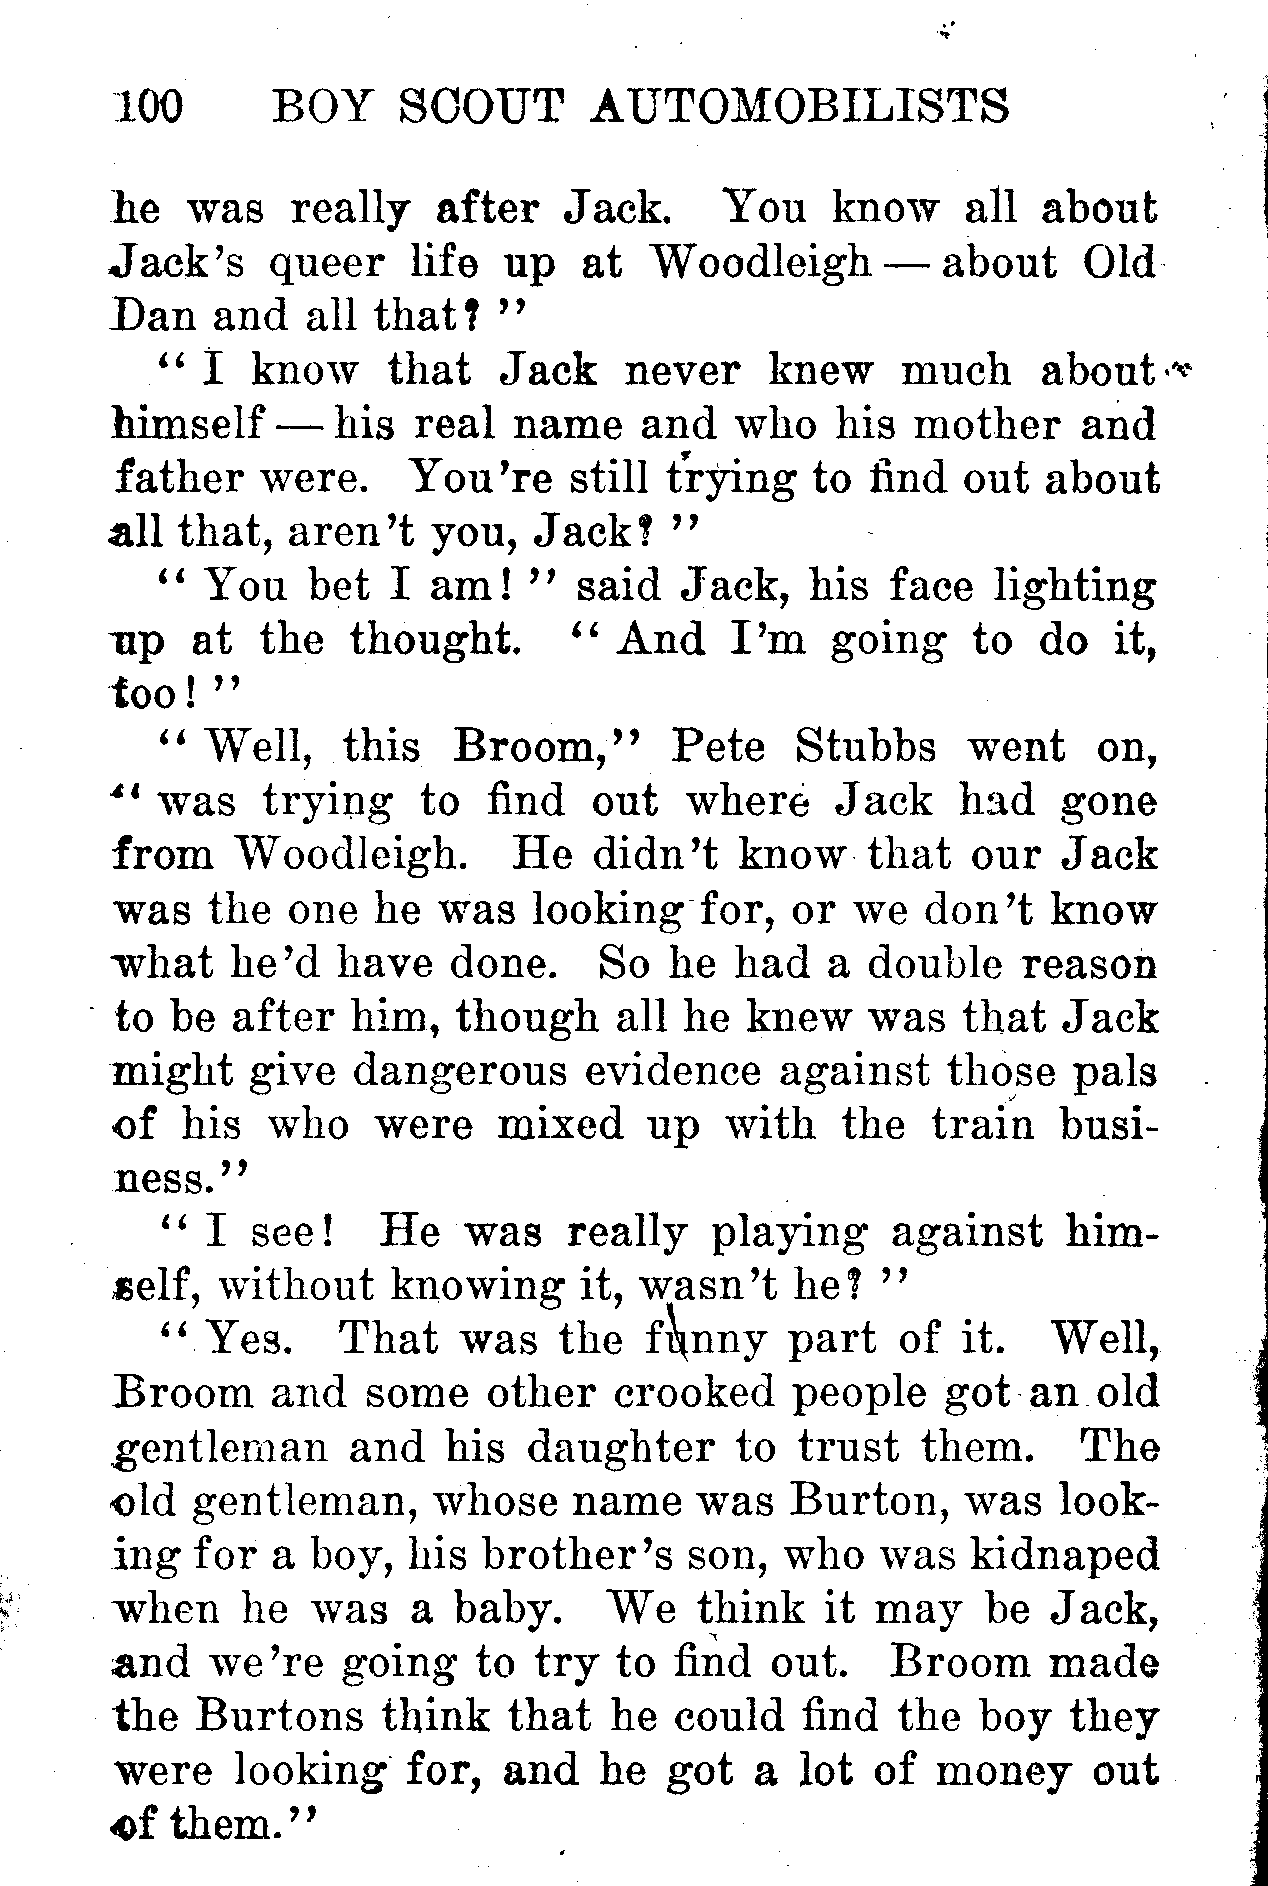 100 BOY SCOUT AUTOMOBILISTS
he was really after Jack. You know all about
Jack's queer life up at Woodleigh — about Old
Dan and all that? "
" I know that Jack never knew much about
himself — his real name and who his mother and
father were. You're still trying to find out about
all that, aren't you, Jack? "
" You bet I am! " said Jack, his face lighting
up at the thought. " And I'm going to do it,
too! "
" Well, this Broom," Pete Stubbs went on,
" was trying to find out where Jack had gone
from Woodleigh. He didn't know that our Jack
was the one he was looking for, or we don't know
what he'd have done. So he had a double reason
to be after him, though all he knew was that Jack
might give dangerous evidence against those pals
of his who were mixed up with the train busi-
ness."
" I see! He was really playing against him-
self, without knowing it, wasn't he? "
" Yes. That was the funny part of it. Well,
Broom and some other crooked people got an old
gentleman and his daughter to trust them. The
old gentleman, whose name was Burton, was look-
ing for a boy, his brother's son, who was kidnaped
when he was a baby. We think it may be Jack,
and we're going to try to find out. Broom made
the Burtons think that he could find the boy they
were looking for, and he got a lot of money out
of them."